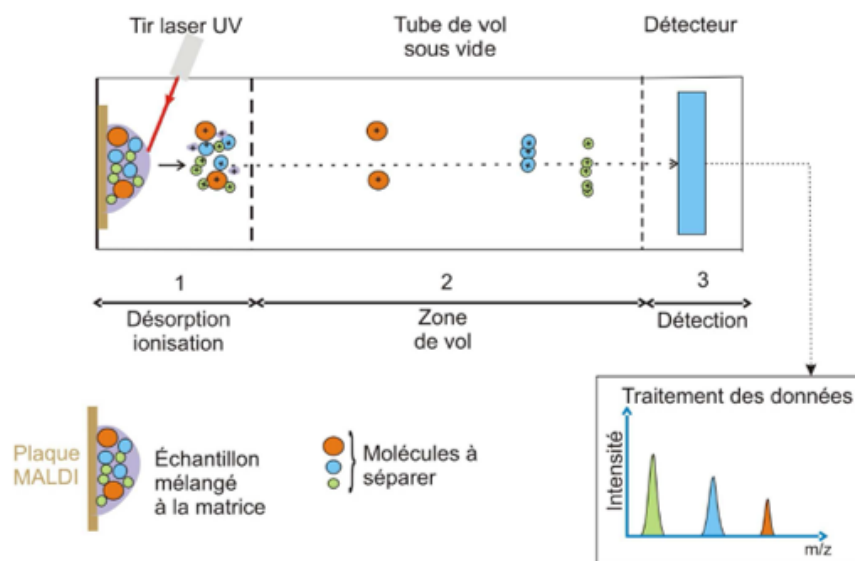 Tir laser UV
Tube de vol
sous vide
Détecteur
1
2
3
Désorption
ionisation
Zone
de vol
Détection
Traitement des données
Intensité
m/z
Plaque
MALDI
Échantillon
mélangé
à la matrice
Molécules à
séparer